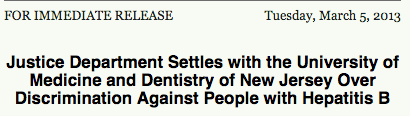 FOR IMMEDIATE RELEASE Tuesday, March 5, 2013
Justice Department Settles with the University of
Medicine and Dentistry of New Jersey Over
Discrimination Against People with Hepatitis B